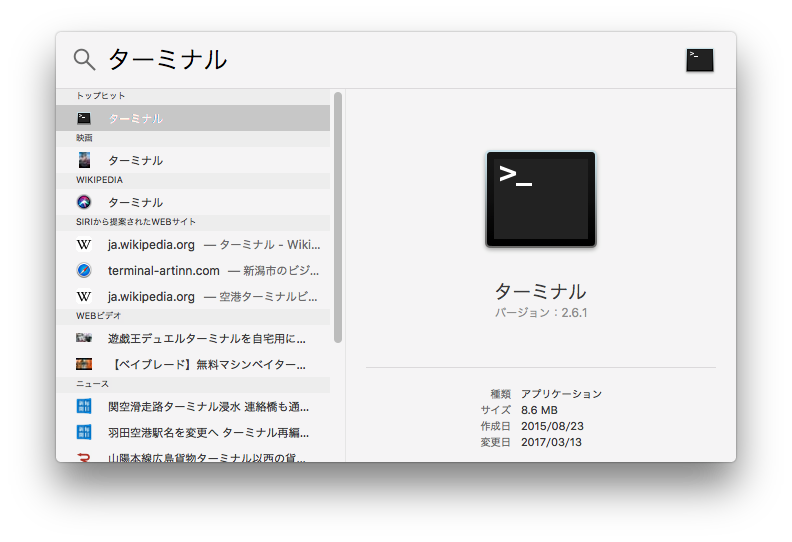 ターミナル
トップヒット
ターミナル
映画
ターミナル
WIKIPEDIA
ターミナル
SIRIから提案されたWEBサイト
ja.wikipedia.org — ターミナル - Wiki...
terminal-artinn.com — 新潟市のビジ...
ja.wikipedia.org — 空港ターミナルビ...
WEBビデオ
遊戯王デュエルターミナルを自宅用に...
【ベイブレード】無料マシンベイター...
ニュース
関空滑走路ターミナル浸水 連絡橋も通...
羽田空港駅名を変更へ ターミナル再編...
山陽本線広島貨物ターミナル以西の貨...
ターミナル
バージョン：2.6.1
種類 アプリケーション
サイズ 8.6 MB
作成日 2015/08/23
変更日 2017/03/13